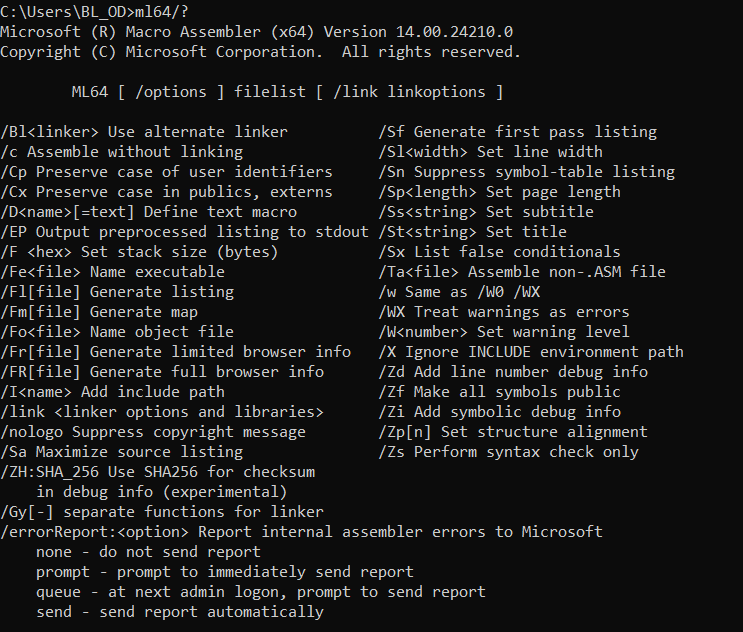 C:\Users\BL_OD>ml64/?
Microsoft (R) Macro Assembler (x64) Version 14.00.24210.0
Copyright (C) Microsoft Corporation.  All rights reserved.

        ML64 [ /options ] filelist [ /link linkoptions ]

/Bl<linker> Use alternate linker          /Sf Generate first pass listing
/c Assemble without linking               /Sl<width> Set line width
/Cp Preserve case of user identifiers     /Sn Suppress symbol-table listing
/Cx Preserve case in publics, externs     /Sp<length> Set page length
/D<name>[=text] Define text macro         /Ss<string> Set subtitle
/EP Output preprocessed listing to stdout /St<string> Set title
/F <hex> Set stack size (bytes)           /Sx List false conditionals
/Fe<file> Name executable                 /Ta<file> Assemble non-.ASM file
/Fl[file] Generate listing                /w Same as /W0 /WX
/Fm[file] Generate map                    /WX Treat warnings as errors
/Fo<file> Name object file                /W<number> Set warning level
/Fr[file] Generate limited browser info   /X Ignore INCLUDE environment path
/FR[file] Generate full browser info      /Zd Add line number debug info
/I<name> Add include path                 /Zf Make all symbols public
/link <linker options and libraries>      /Zi Add symbolic debug info
/nologo Suppress copyright message        /Zp[n] Set structure alignment
/Sa Maximize source listing               /Zs Perform syntax check only
/ZH:SHA_256 Use SHA256 for checksum
    in debug info (experimental)
/Gy[-] separate functions for linker
/errorReport:<option> Report internal assembler errors to Microsoft
    none - do not send report
    prompt - prompt to immediately send report
    queue - at next admin logon, prompt to send report
    send - send report automatically